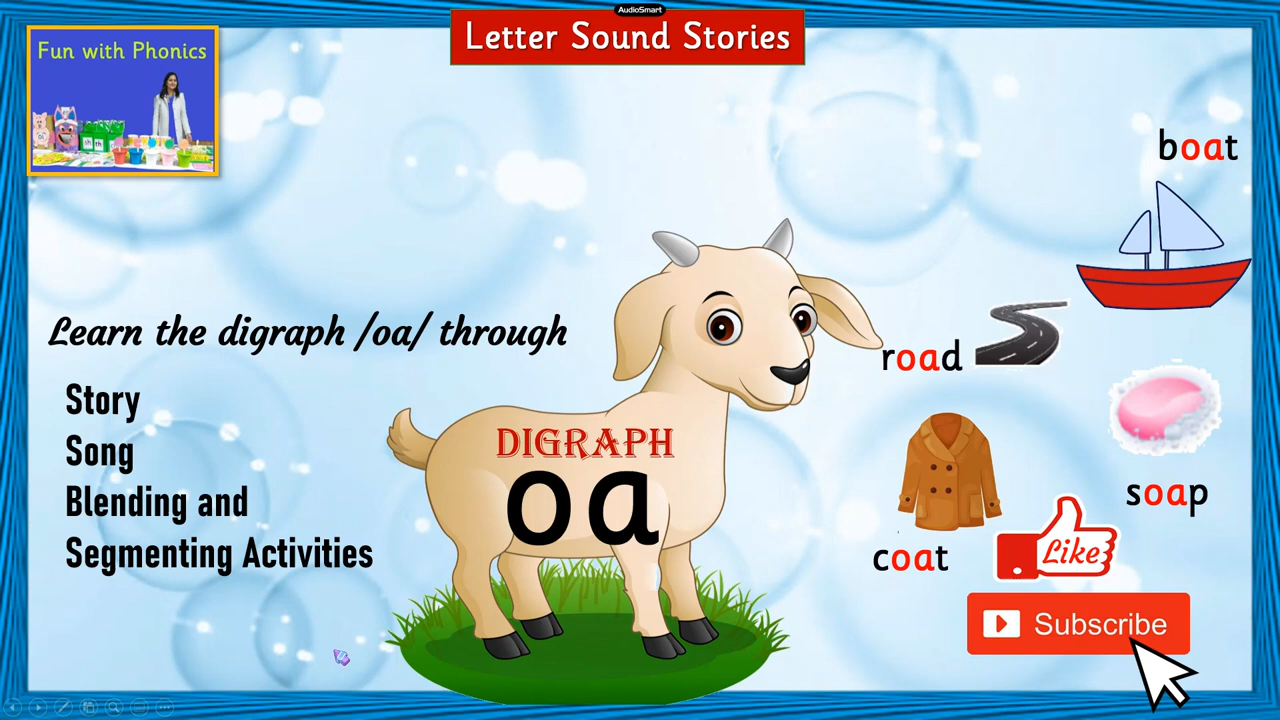 AudioSmart
Letter Sound Stories
Fun with Phonics
boat
Learn the digraph /oa/ through
road
Story
Song
Blending and
Segmenting Activities
DIGRAPH
oa
soap
coat
Like
Subscribe